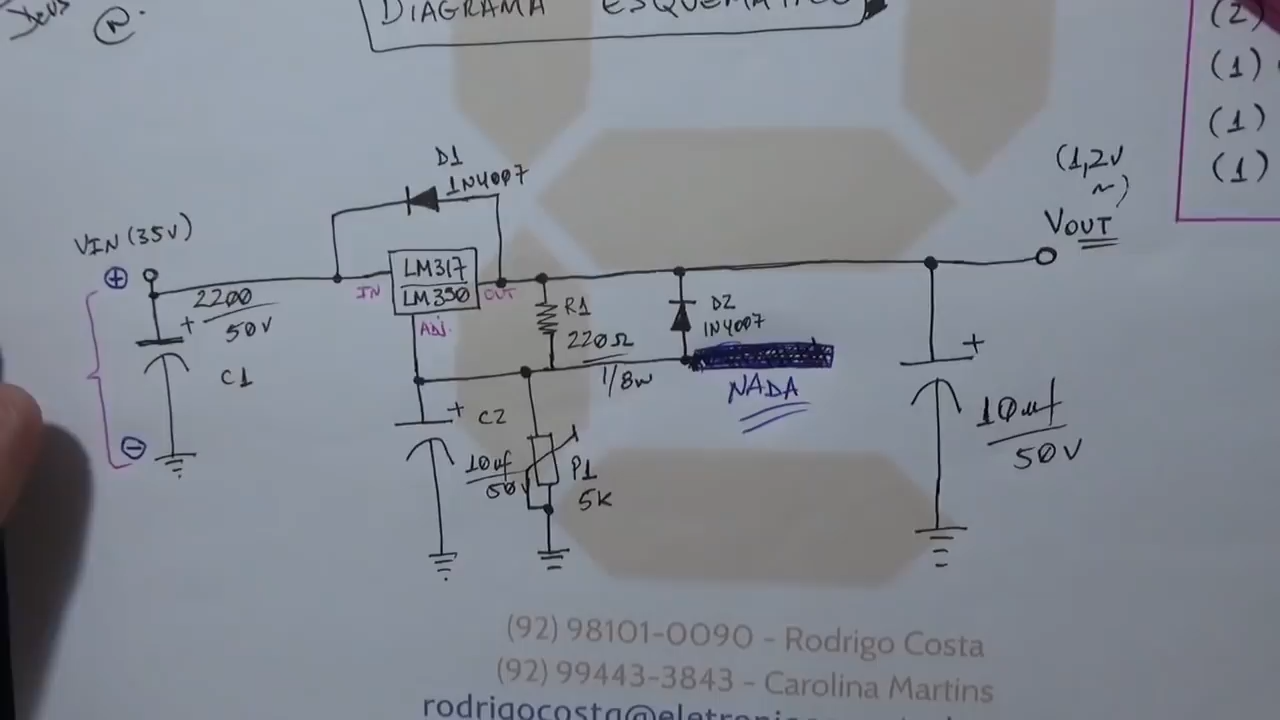 Deus
R.
DIAGRAMA ESQUEMÁTICO
(2)
(1)
(1)
(1)
D1
1N4007
VIN (35V)
+
2200
50V
+
C1
-
IN
LM317
LM350
OUT
ADJ.
R1
220Ω
1/8W
D2
1N4007
NADA
(1,2V
~)
VOUT
+
10µf
50V
+
C2
10uf
50V
P1
5K
(92) 98101-0090 - Rodrigo Costa
(92) 99443-3843 - Carolina Martins